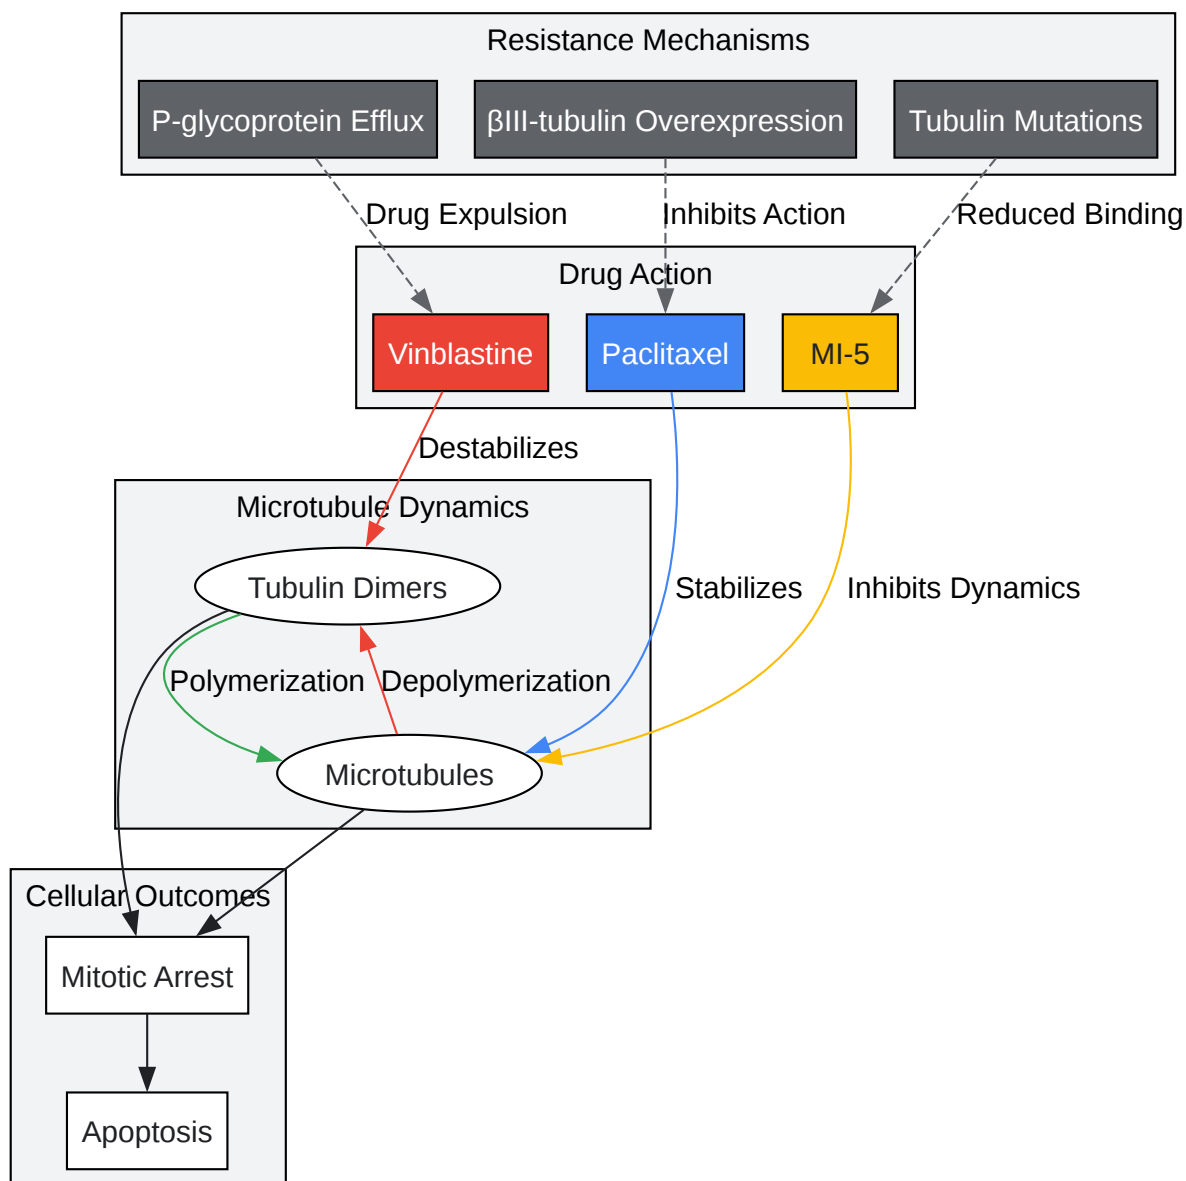 Resistance Mechanisms
P-glycoprotein Efflux
βIII-tubulin Overexpression
Tubulin Mutations
Drug Expulsion
Inhibits Action
Reduced Binding
Drug Action
Vinblastine
Paclitaxel
MI-5
Destabilizes
Microtubule Dynamics
Tubulin Dimers
Stabilizes
Inhibits Dynamics
Polymerization
Depolymerization
Microtubules
Cellular Outcomes
Mitotic Arrest
Apoptosis